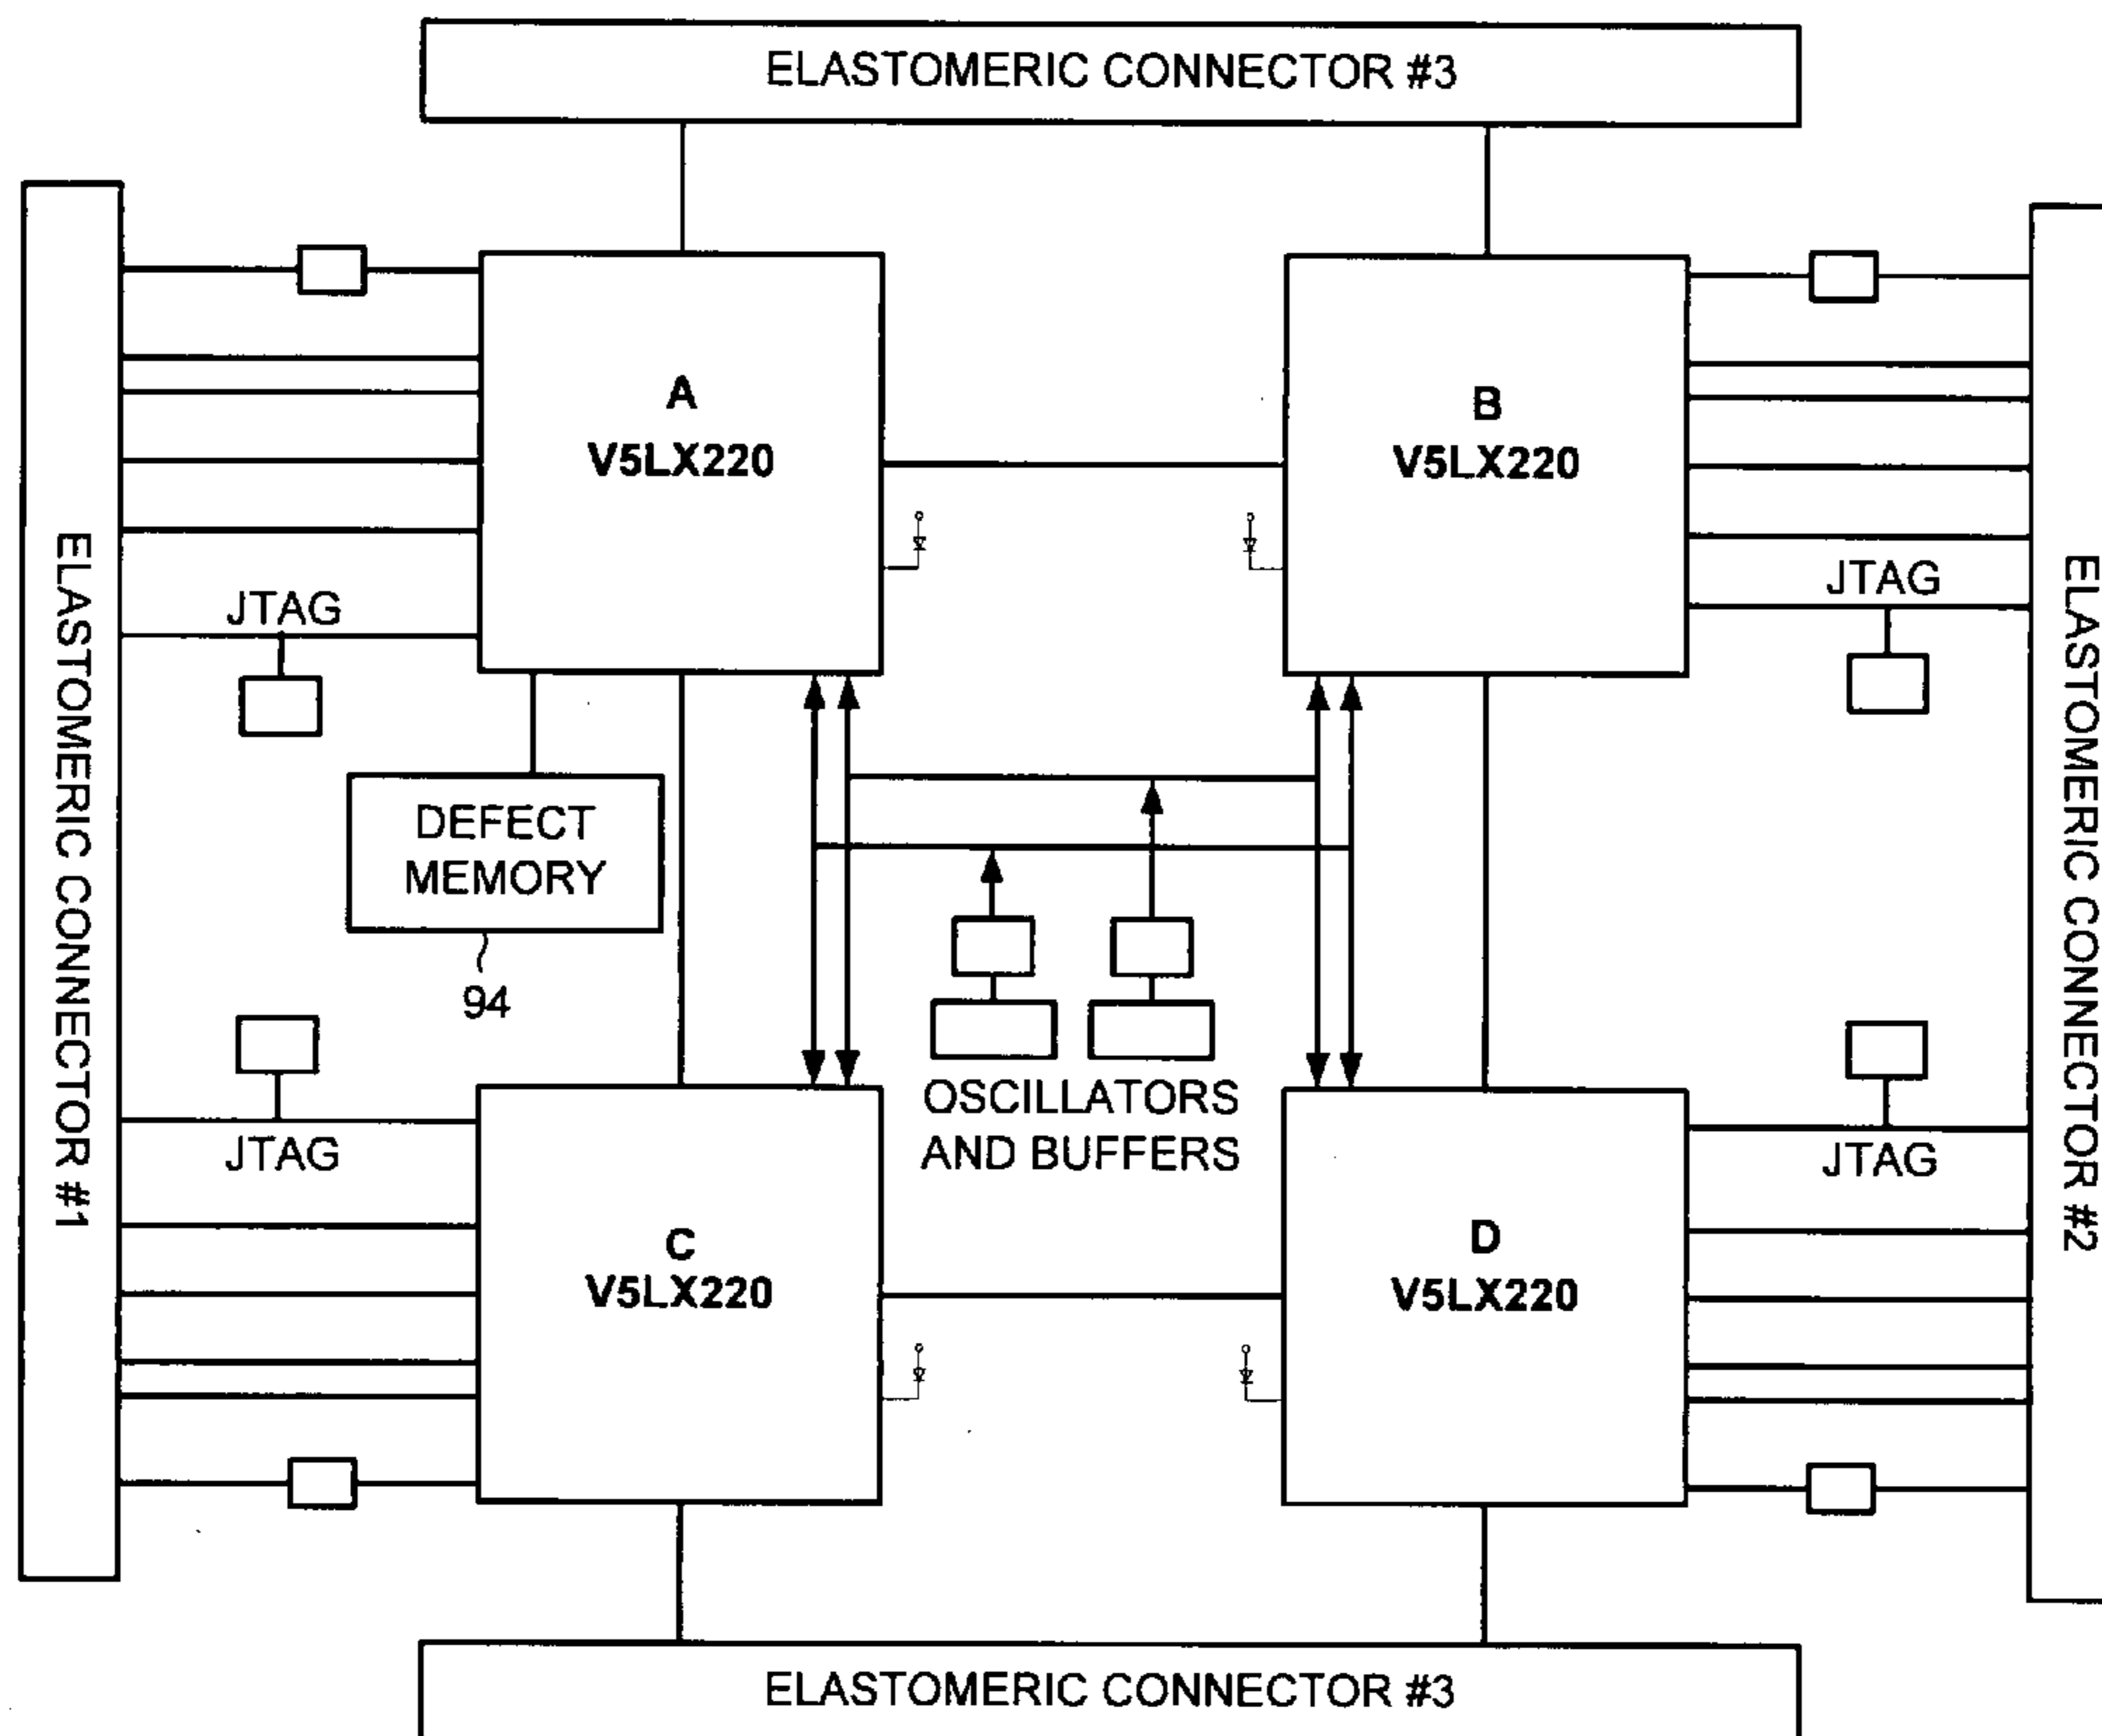 ELASTOMERIC CONNECTOR #3
ELASTOMERIC CONNECTOR #1
A
V5LX220
B
V5LX220
ELASTOMERIC CONNECTOR #2
JTAG
JTAG
DEFECT
MEMORY
94
OSCILLATORS
AND BUFFERS
JTAG
JTAG
C
V5LX220
D
V5LX220
ELASTOMERIC CONNECTOR #3